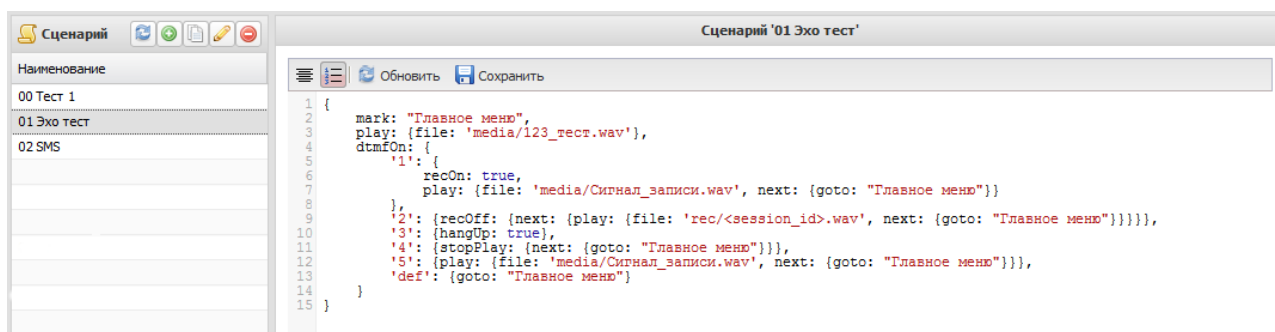 Сценарий
Сценарий '01 Эхо тест'
Наименование
00 Тест 1
01 Эхо тест
02 SMS
Обновить Сохранить
1 {
2 mark: "Главное меню",
3 play: {file: 'media/123_тест.wav'},
4 dtmfOn: {
5 '1': {
6 recOn: true,
7 play: {file: 'media/Сигнал_записи.wav', next: {goto: "Главное меню"}}
8 },
9 '2': {recOff: {next: {play: {file: 'rec/<session_id>.wav', next: {goto: "Главное меню"}}}}},
10 '3': {hangUp: true},
11 '4': {stopPlay: {next: {goto: "Главное меню"}}},
12 '5': {play: {file: 'media/Сигнал_записи.wav', next: {goto: "Главное меню"}}},
13 'def': {goto: "Главное меню"}
14 }
15 }